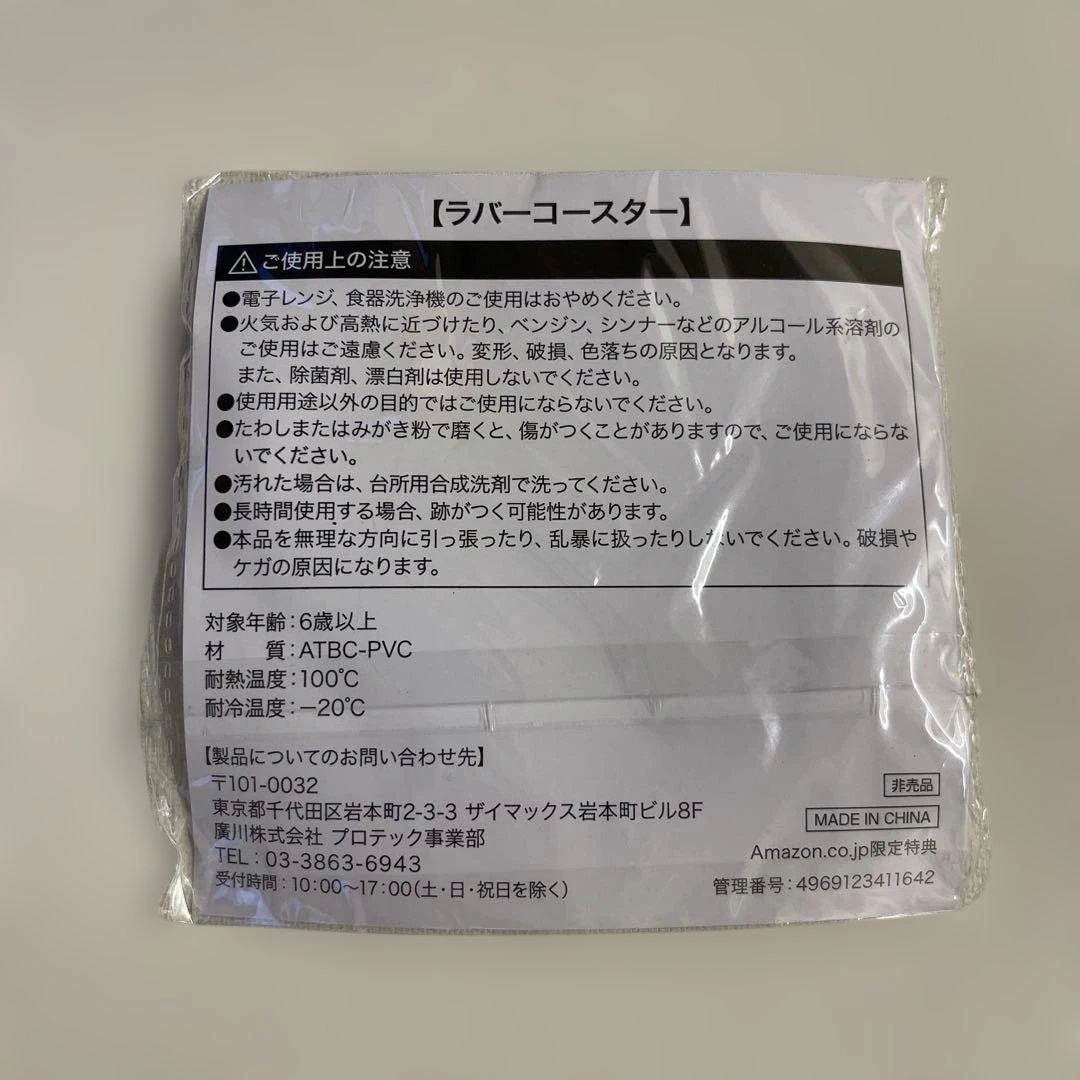 【ラバーコースター】
⚠ご使用上の注意
●電子レンジ、食器洗浄機のご使用はおやめください。
●火気および高熱に近づけたり、ベンジン、シンナーなどのアルコール系溶剤の
ご使用はご遠慮ください。変形、破損、色落ちの原因となります。
また、除菌剤、漂白剤は使用しないでください。
●使用用途以外の目的ではご使用にならないでください。
●たわしまたはみがき粉で磨くと、傷がつくことがありますので、ご使用にならな
いでください。
●汚れた場合は、台所用合成洗剤で洗ってください。
●長時間使用する場合、跡がつく可能性があります。
●本品を無理な方向に引っ張ったり、乱暴に扱ったりしないでください。破損や
ケガの原因になります。
対象年齢:6歳以上
材 質:ATBC-PVC
耐熱温度:100℃
耐冷温度:−20℃
【製品についてのお問い合わせ先】
〒101-0032
東京都千代田区岩本町2-3-3 ザイマックス岩本町ビル8F
廣川株式会社 プロテック事業部
TEL:03-3863-6943
受付時間:10:00〜17:00(土・日・祝日を除く)
非売品
MADE IN CHINA
Amazon.co.jp限定特典
管理番号:4969123411642